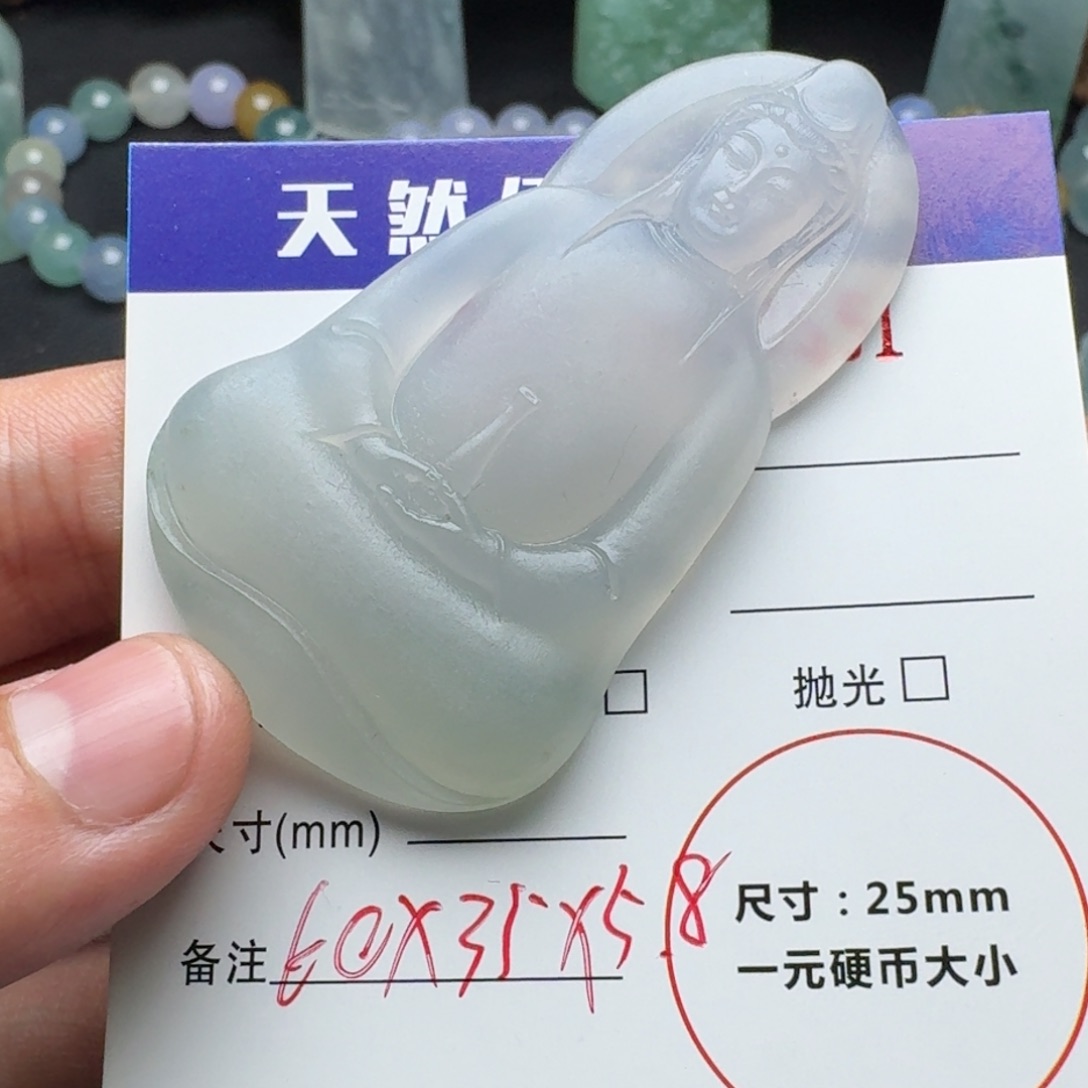 天然
抛光
寸(mm)
备注 60X35X5.8
尺寸：25mm
一元硬币大小